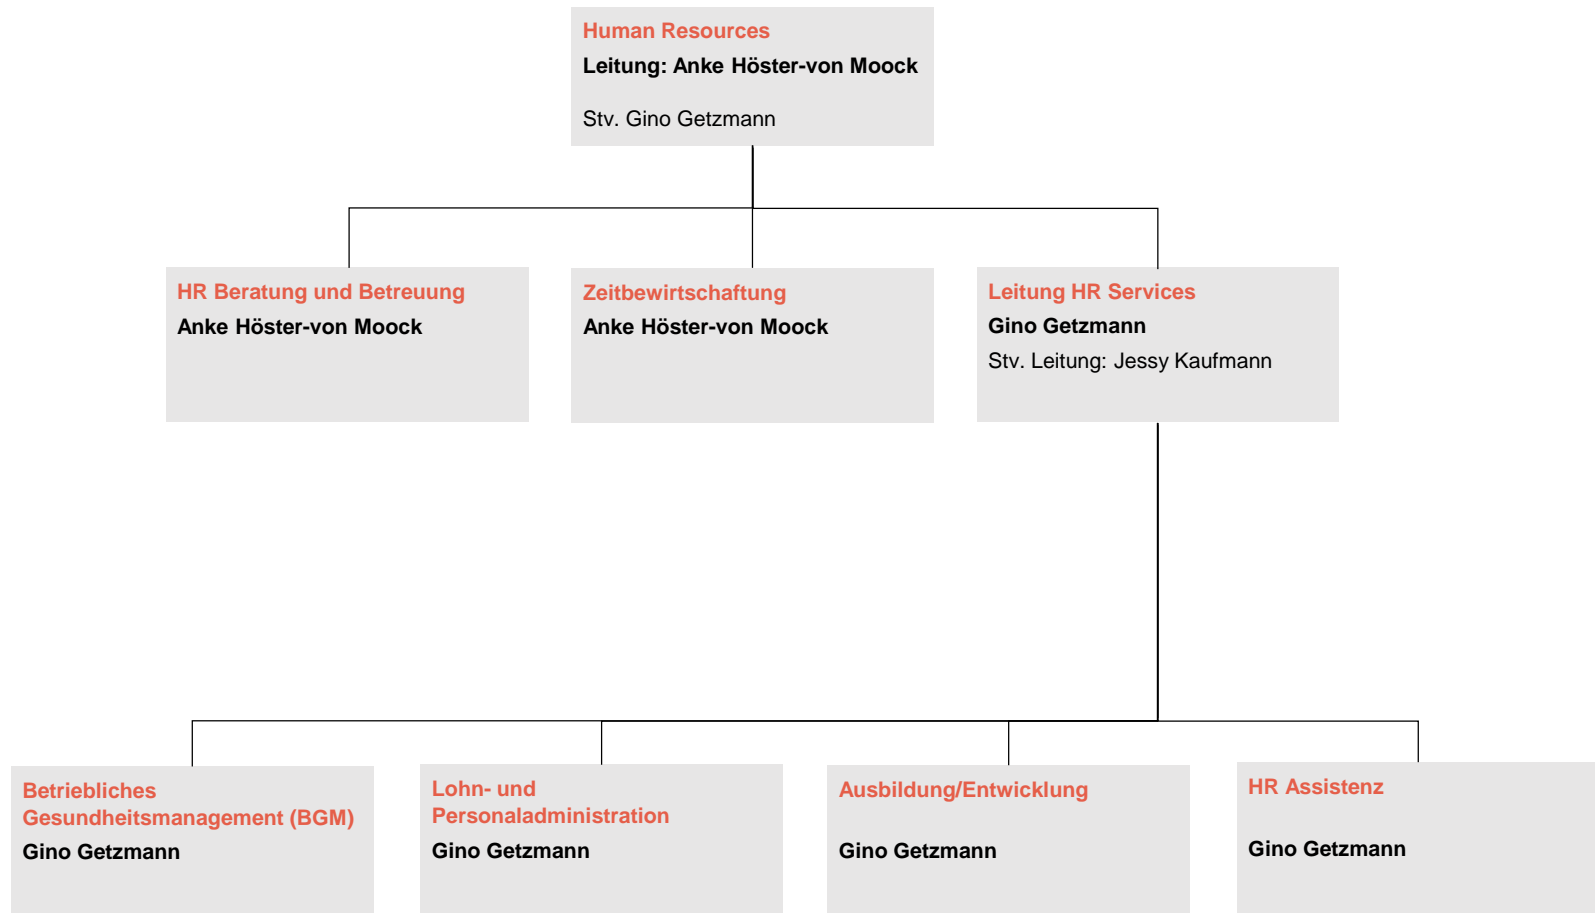 Human Resources
Leitung: Anke Höster-von Moock
Stv. Gino Getzmann
HR Beratung und Betreuung
Anke Höster-von Moock
Zeitbewirtschaftung
Anke Höster-von Moock
Leitung HR Services
Gino Getzmann
Stv. Leitung: Jessy Kaufmann
Betriebliches
Gesundheitsmanagement (BGM)
Gino Getzmann
Lohn- und
Personaladministration
Gino Getzmann
Ausbildung/Entwicklung
Gino Getzmann
HR Assistenz
Gino Getzmann